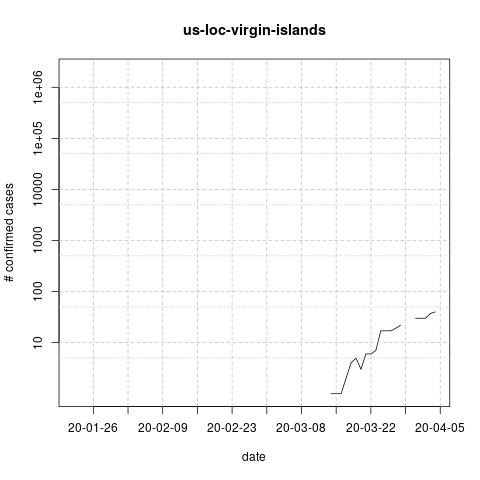 us-loc-virgin-islands
# confirmed cases
1e+06
1e+05
10000
1000
100
10
20-01-26 20-02-09 20-02-23 20-03-08 20-03-22 20-04-05
date